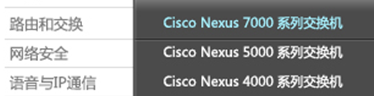 路由和交换
Cisco Nexus 7000 系列交换机
网络安全
Cisco Nexus 5000 系列交换机
语音与IP通信
Cisco Nexus 4000 系列交换机